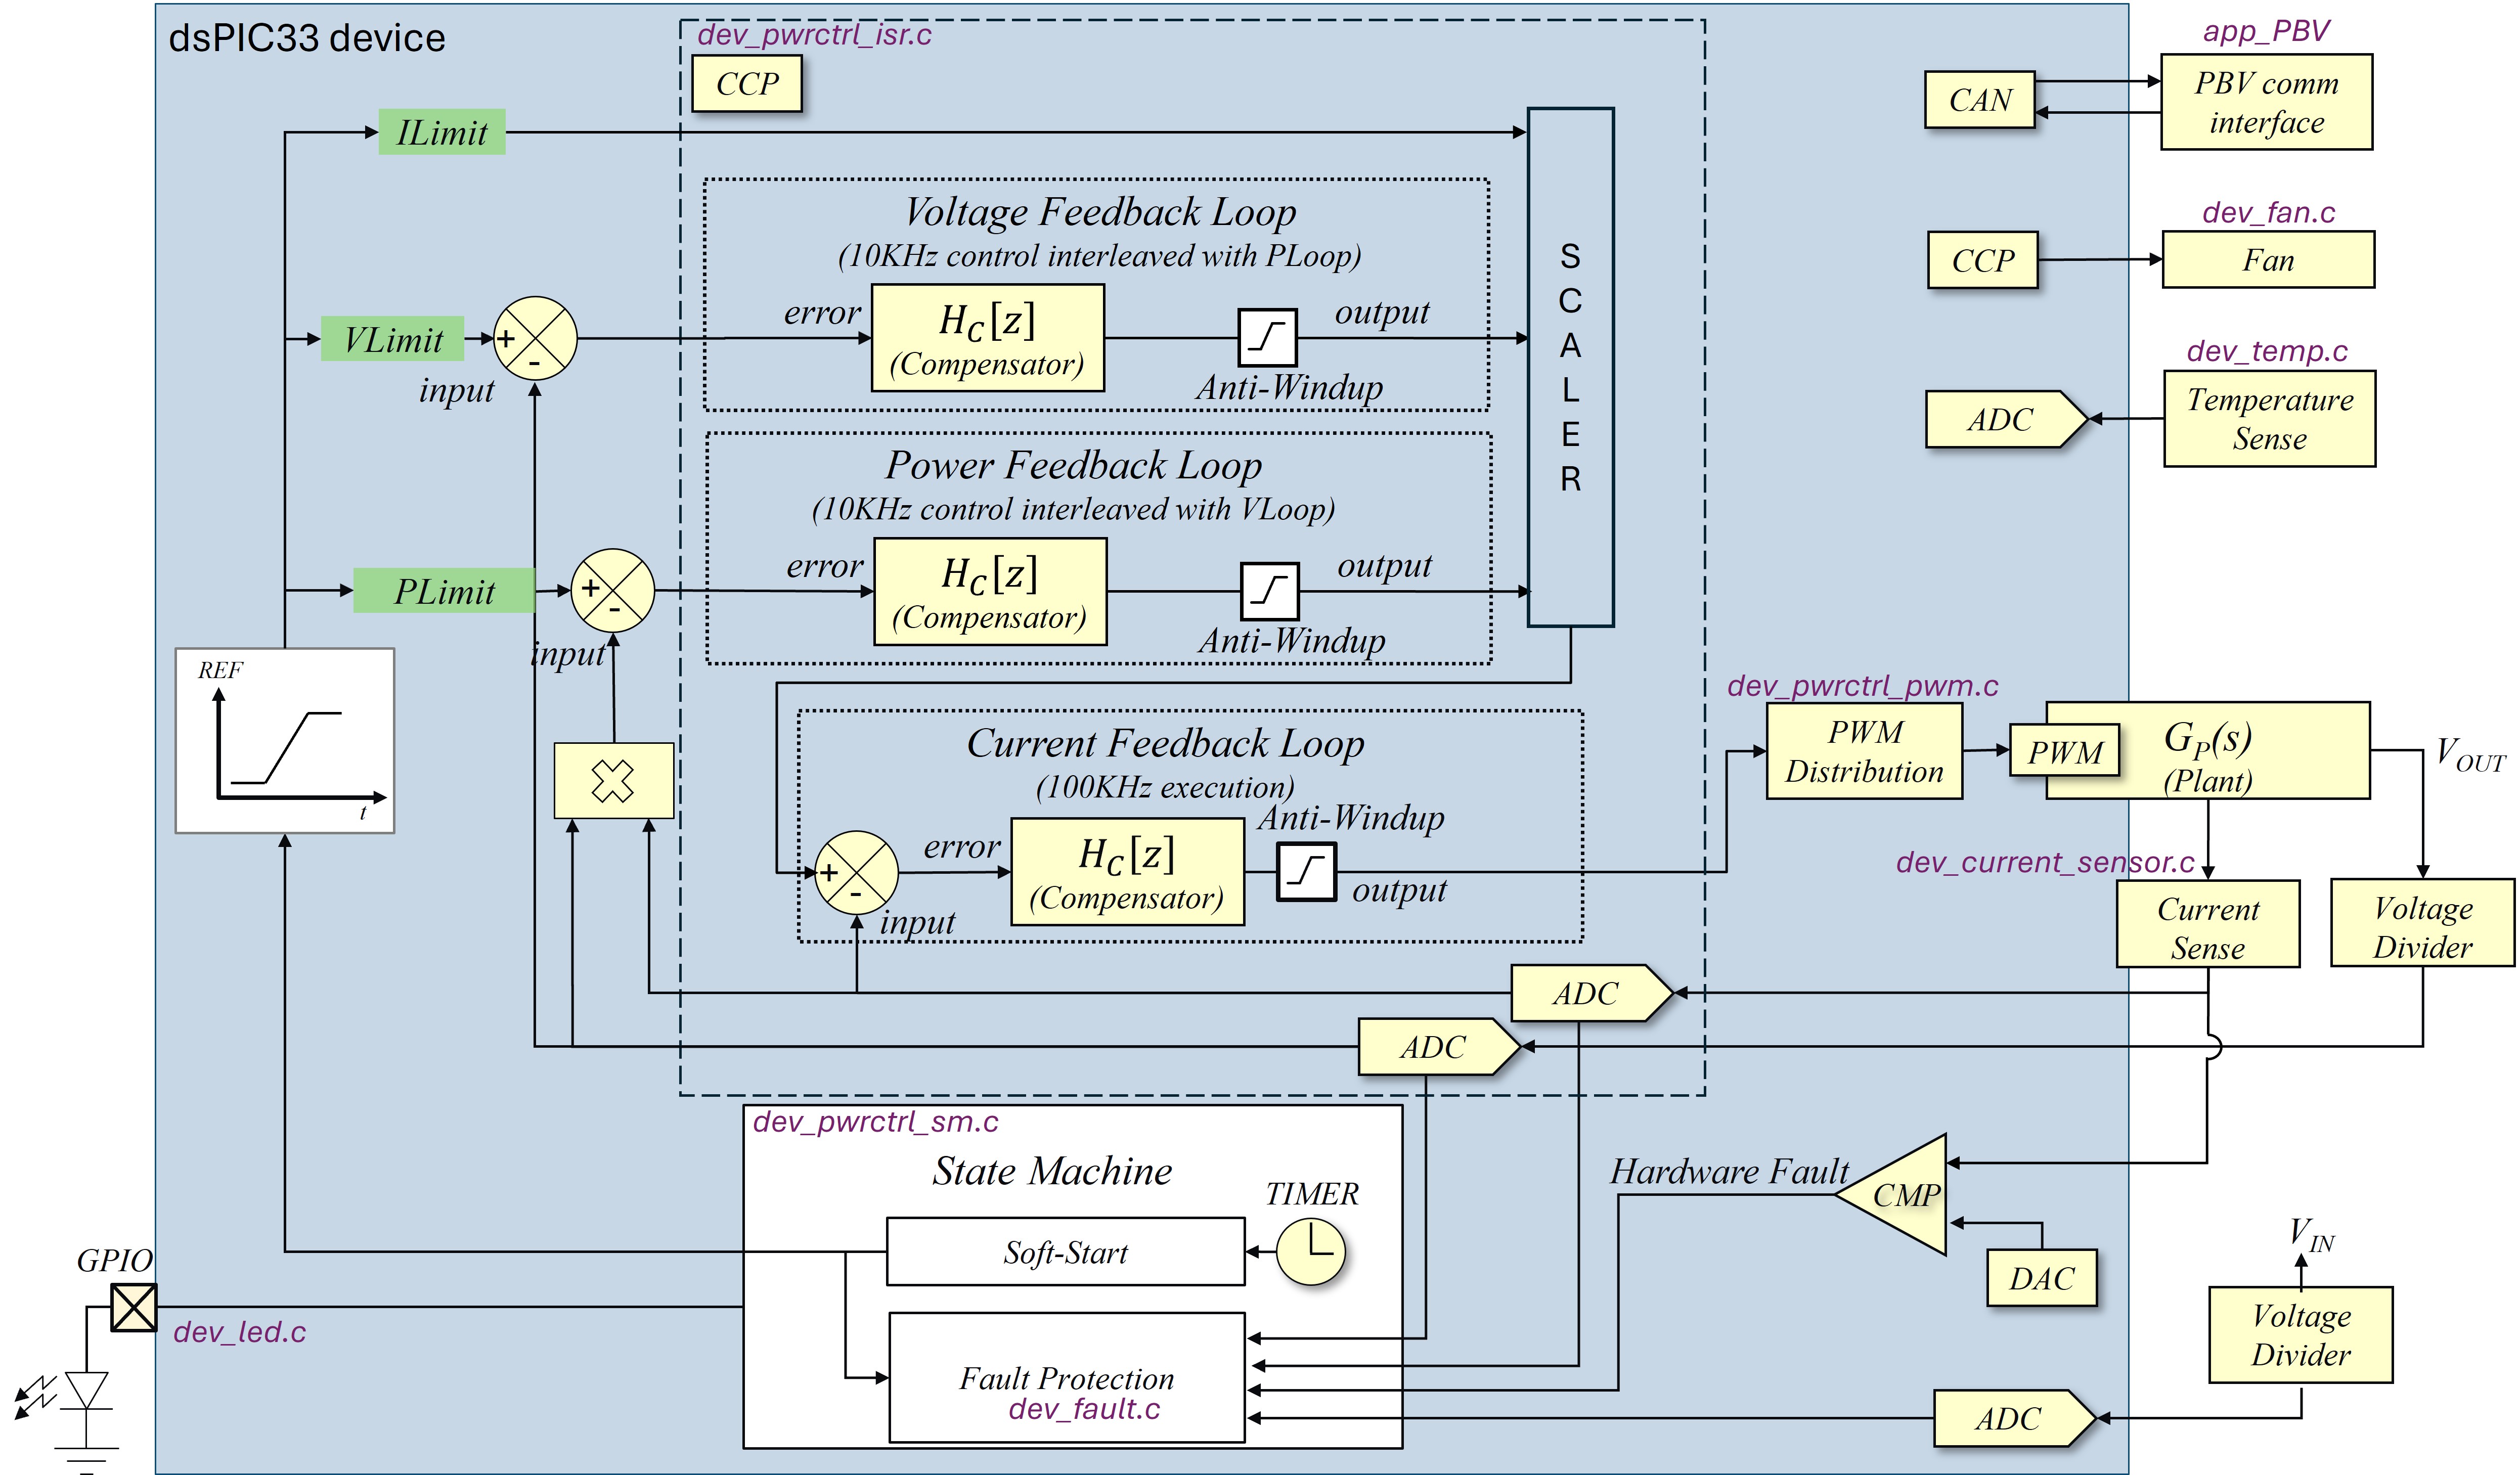 dsPIC33 device
dev_pwrctrl_isr.c
CCP
ILimit
Voltage Feedback Loop
(10KHz control interleaved with PLoop)
error
H_C[z]
(Compensator)
output
Anti-Windup
VLimit
+
-
input
Power Feedback Loop
(10KHz control interleaved with VLoop)
error
H_C[z]
(Compensator)
output
Anti-Windup
PLimit
+
-
input
S
C
A
L
E
R
REF
t
Current Feedback Loop
(100KHz execution)
Anti-Windup
+
-
error
H_C[z]
(Compensator)
output
input
ADC
ADC
app_PBV
CAN
PBV comm
interface
dev_fan.c
CCP
Fan
dev_temp.c
ADC
Temperature
Sense
dev_pwrctrl_pwm.c
PWM
Distribution
PWM
G_P(s)
(Plant)
V_OUT
dev_current_sensor.c
Current
Sense
Voltage
Divider
dev_pwrctrl_sm.c
State Machine
TIMER
Soft-Start
Fault Protection
dev_fault.c
Hardware Fault
CMP
DAC
V_IN
Voltage
Divider
ADC
GPIO
dev_led.c